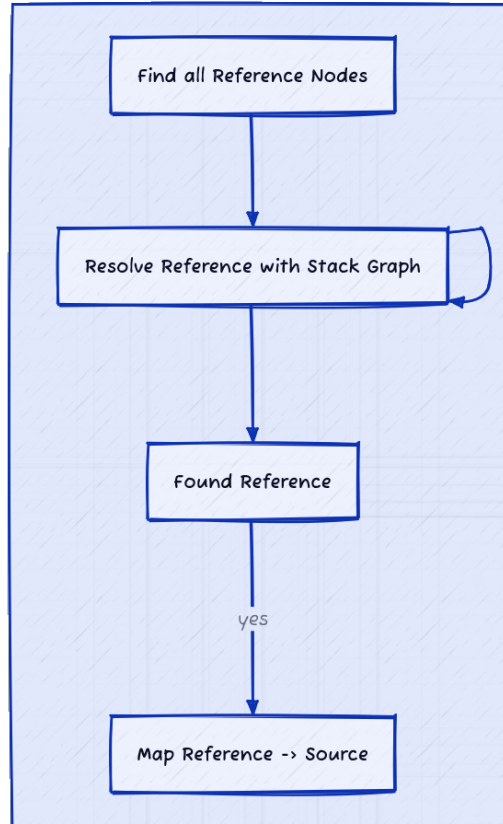 Find all Reference Nodes
Resolve Reference with Stack Graph
Found Reference
yes
Map Reference -> Source